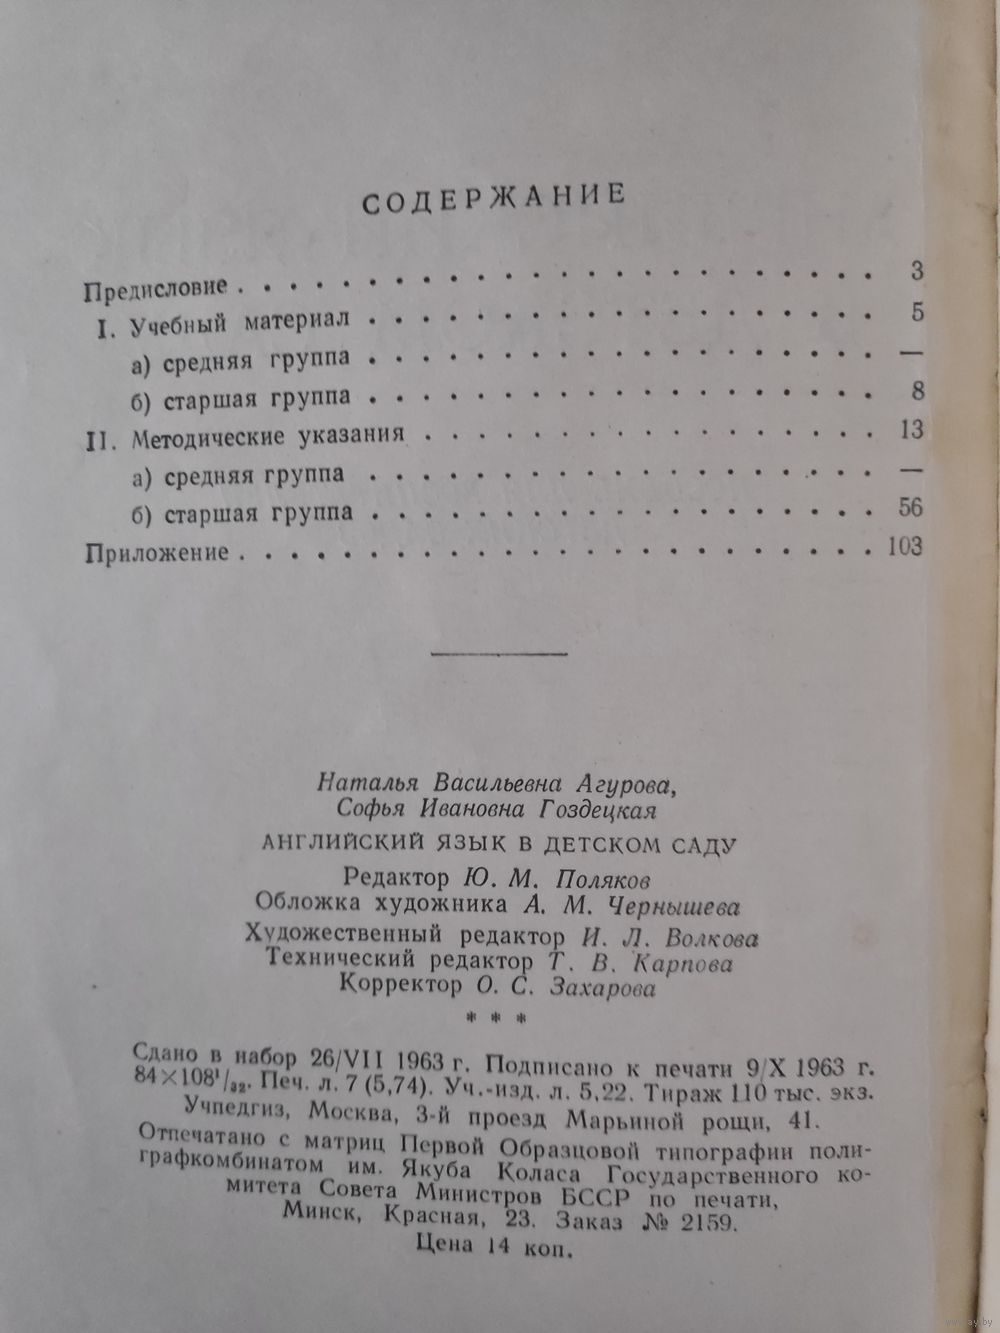 СОДЕРЖАНИЕ
Предисловие . . . . . . . . . . . . . . . . . . . . . . . . 3
I. Учебный материал . . . . . . . . . . . . . . . . . . . 5
а) средняя группа . . . . . . . . . . . . . . . . . . . —
б) старшая группа . . . . . . . . . . . . . . . . . . . 8
II. Методические указания . . . . . . . . . . . . . . . . . 13
а) средняя группа . . . . . . . . . . . . . . . . . . . —
б) старшая группа . . . . . . . . . . . . . . . . . . . 56
Приложение . . . . . . . . . . . . . . . . . . . . . . . . 103
Наталья Васильевна Агурова,
Софья Ивановна Гоздецкая
АНГЛИЙСКИЙ ЯЗЫК В ДЕТСКОМ САДУ
Редактор Ю. М. Поляков
Обложка художника А. М. Чернышева
Художественный редактор И. Л. Волкова
Технический редактор Т. В. Карпова
Корректор О. С. Захарова
* * *
Сдано в набор 26/VII 1963 г. Подписано к печати 9/X 1963 г.
84×108¹/₃₂. Печ. л. 7 (5,74). Уч.-изд. л. 5,22. Тираж 110 тыс. экз.
Учпедгиз, Москва, 3-й проезд Марьиной рощи, 41.
Отпечатано с матриц Первой Образцовой типографии поли-
графкомбинатом им. Якуба Коласа Государственного ко-
митета Совета Министров БССР по печати,
Минск, Красная, 23. Заказ № 2159.
Цена 14 коп.
www.ay.by